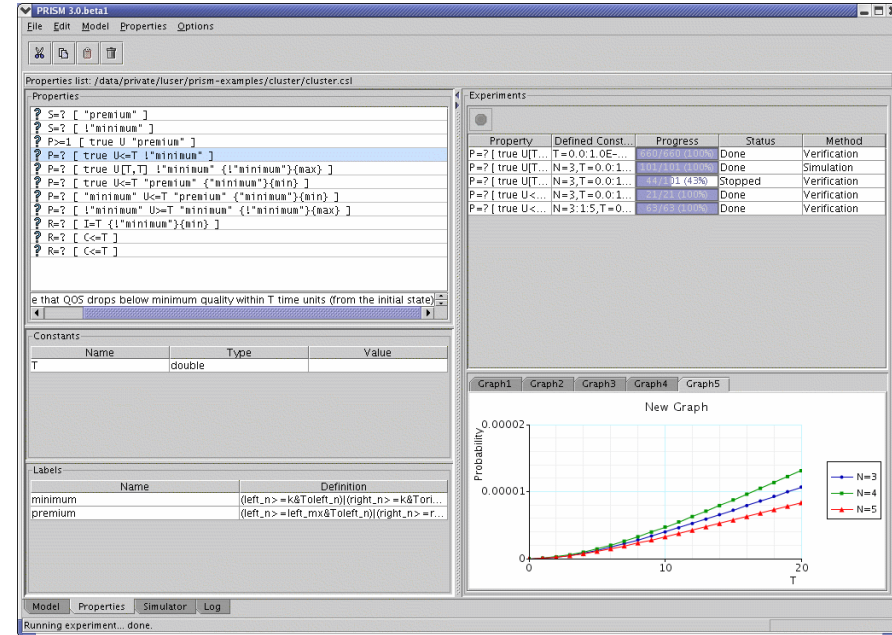 PRISM 3.0.beta1
File Edit Model Properties Options
Properties list: /data/private/luser/prism-examples/cluster/cluster.csl
Properties
? S=? [ "premium" ]
? S=? [ !"minimum" ]
? P>=1 [ true U "premium" ]
? P=? [ true U<=T !"minimum" ]
? P=? [ true U[T,T] !"minimum" {!"minimum"}{max} ]
? P=? [ true U<=T "premium" {"minimum"}{min} ]
? P=? [ "minimum" U<=T "premium" {"minimum"}{min} ]
? P=? [ !"minimum" U>=T "minimum" {!"minimum"}{max} ]
? R=? [ I=T {!"minimum"}{min} ]
? R=? [ C<=T ]
? R=? [ C<=T ]
e that QOS drops below minimum quality within T time units (from the initial state)
Constants
Name Type Value
T double
Labels
Name Definition
minimum (left_n>=k&Toleft_n)|(right_n>=k&Tori...
premium (left_n>=left_mx&Toleft_n)|(right_n>=r...
Experiments
Property Defined Const... Progress Status Method
P=? [ true U[T... T=0.0:1.0E-... 660/660 (100%) Done Verification
P=? [ true U[T... N=3,T=0.0:1... 101/101 (100%) Done Simulation
P=? [ true U[T... N=3,T=0.0:1... 44/101 (43%) Stopped Verification
P=? [ true U<... N=3,T=0.0:1... 21/21 (100%) Done Verification
P=? [ true U<... N=3:1:5,T=0... 63/63 (100%) Done Verification
Graph1 Graph2 Graph3 Graph4 Graph5
New Graph
Probability
0.00002
0.00001
0
0 10 20
T
N=3
N=4
N=5
Model Properties Simulator Log
Running experiment... done.